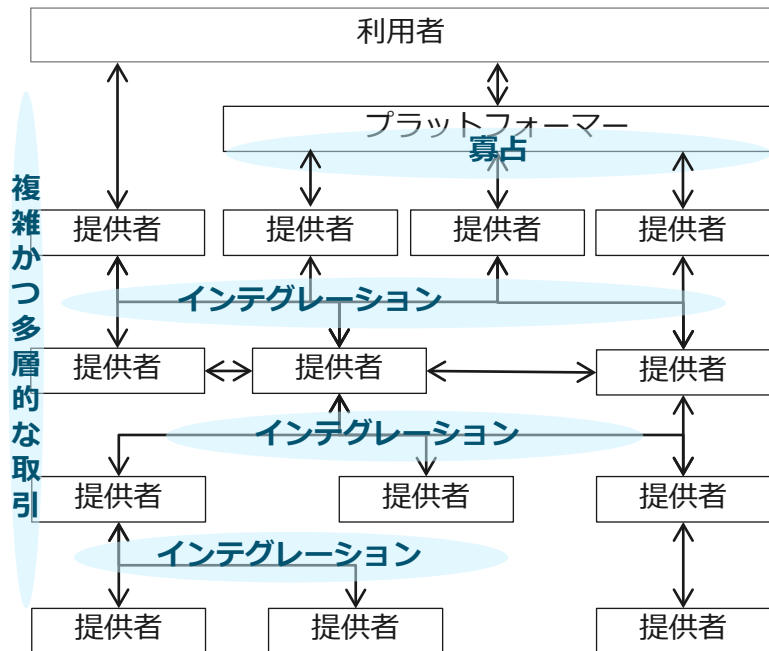 利用者
プラットフォーマー
寡占
複雑かつ多層的な取引
提供者
提供者
提供者
提供者
インテグレーション
提供者
提供者
提供者
インテグレーション
提供者
提供者
提供者
インテグレーション
提供者
提供者
提供者